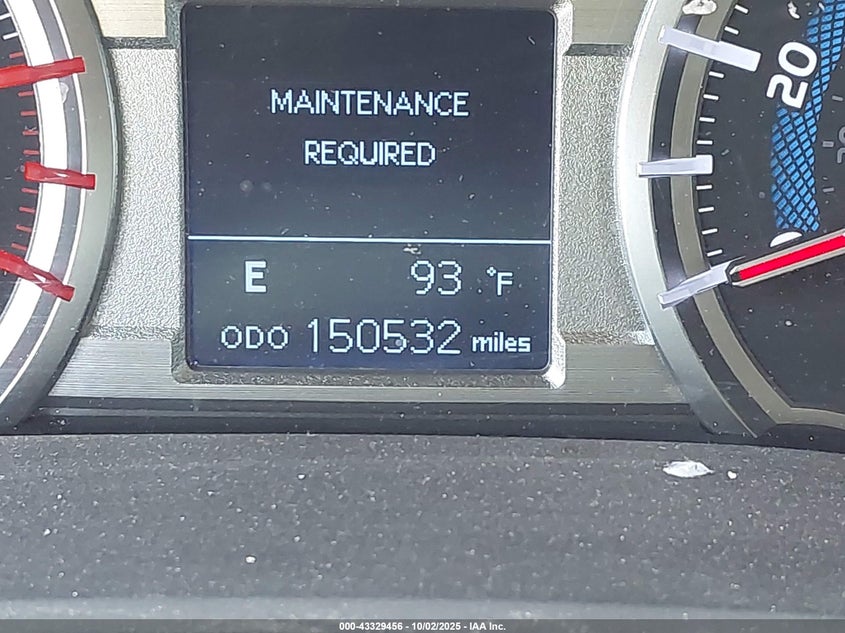 MAINTENANCE
REQUIRED
20
E 93 °F
ODO 150532 miles
000-43329456 - 10/02/2025 - IAA Inc.